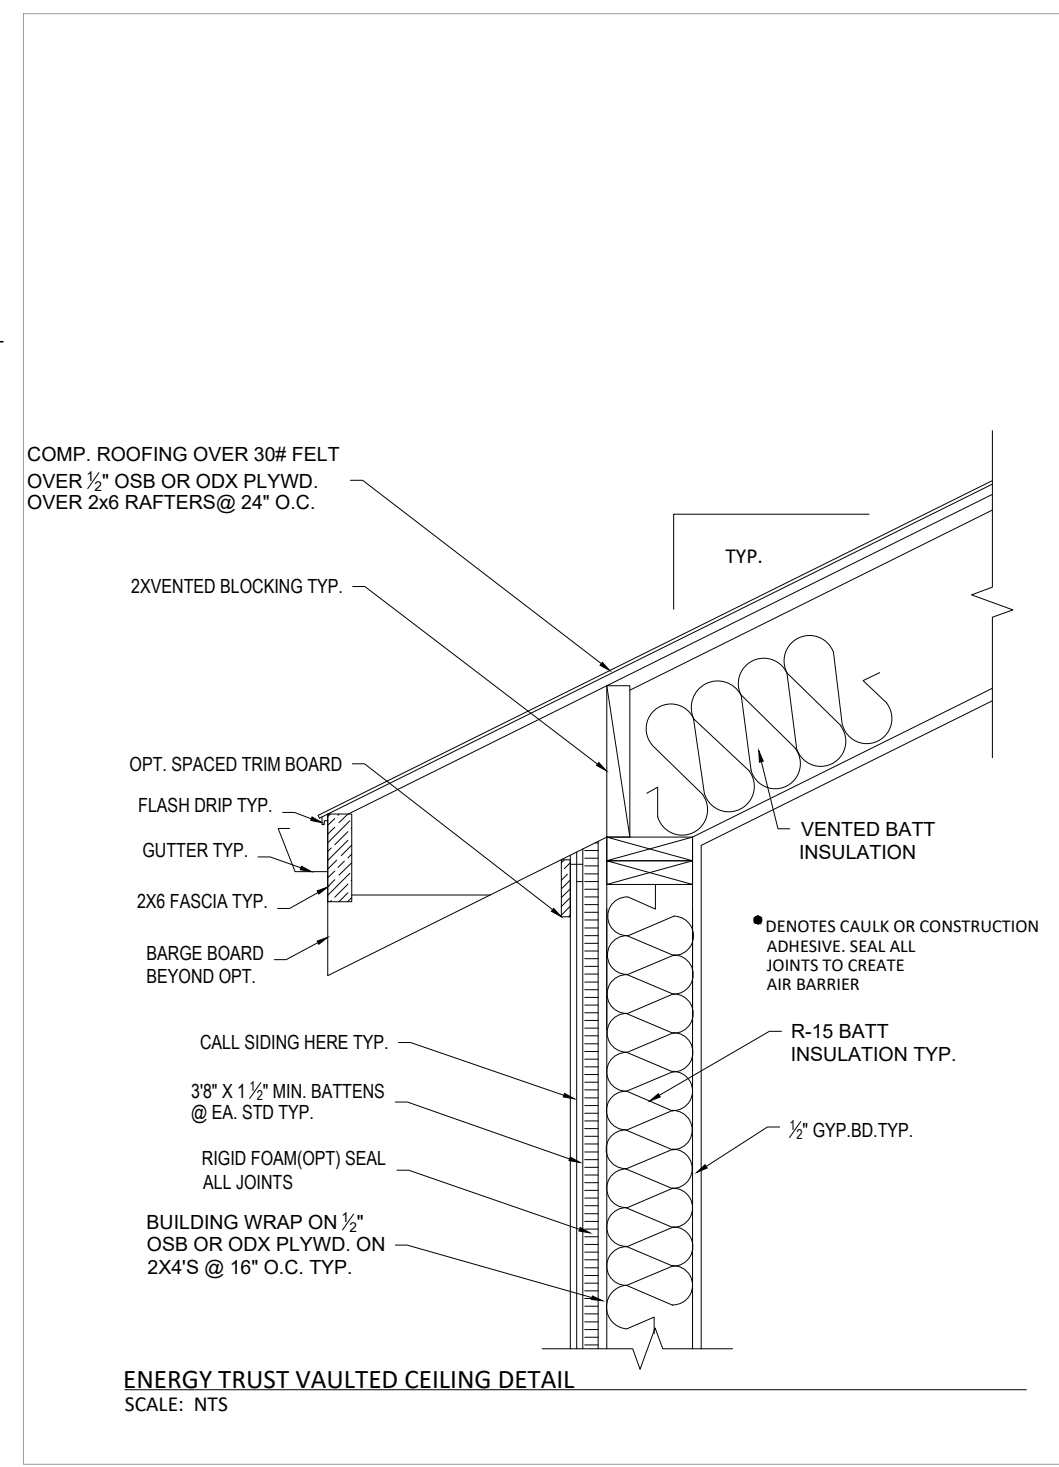 COMP. ROOFING OVER 30# FELT
OVER ½" OSB OR ODX PLYWD.
OVER 2x6 RAFTERS@ 24" O.C.
TYP.
2XVENTED BLOCKING TYP.
OPT. SPACED TRIM BOARD
FLASH DRIP TYP.
GUTTER TYP.
2X6 FASCIA TYP.
BARGE BOARD
BEYOND OPT.
VENTED BATT
INSULATION
DENOTES CAULK OR CONSTRUCTION
ADHESIVE. SEAL ALL
JOINTS TO CREATE
AIR BARRIER
CALL SIDING HERE TYP.
R-15 BATT
INSULATION TYP.
3'8" X 1 ½" MIN. BATTENS
@ EA. STD TYP.
½" GYP.BD.TYP.
RIGID FOAM(OPT) SEAL
ALL JOINTS
BUILDING WRAP ON ½"
OSB OR ODX PLYWD. ON
2X4'S @ 16" O.C. TYP.
ENERGY TRUST VAULTED CEILING DETAIL
SCALE: NTS